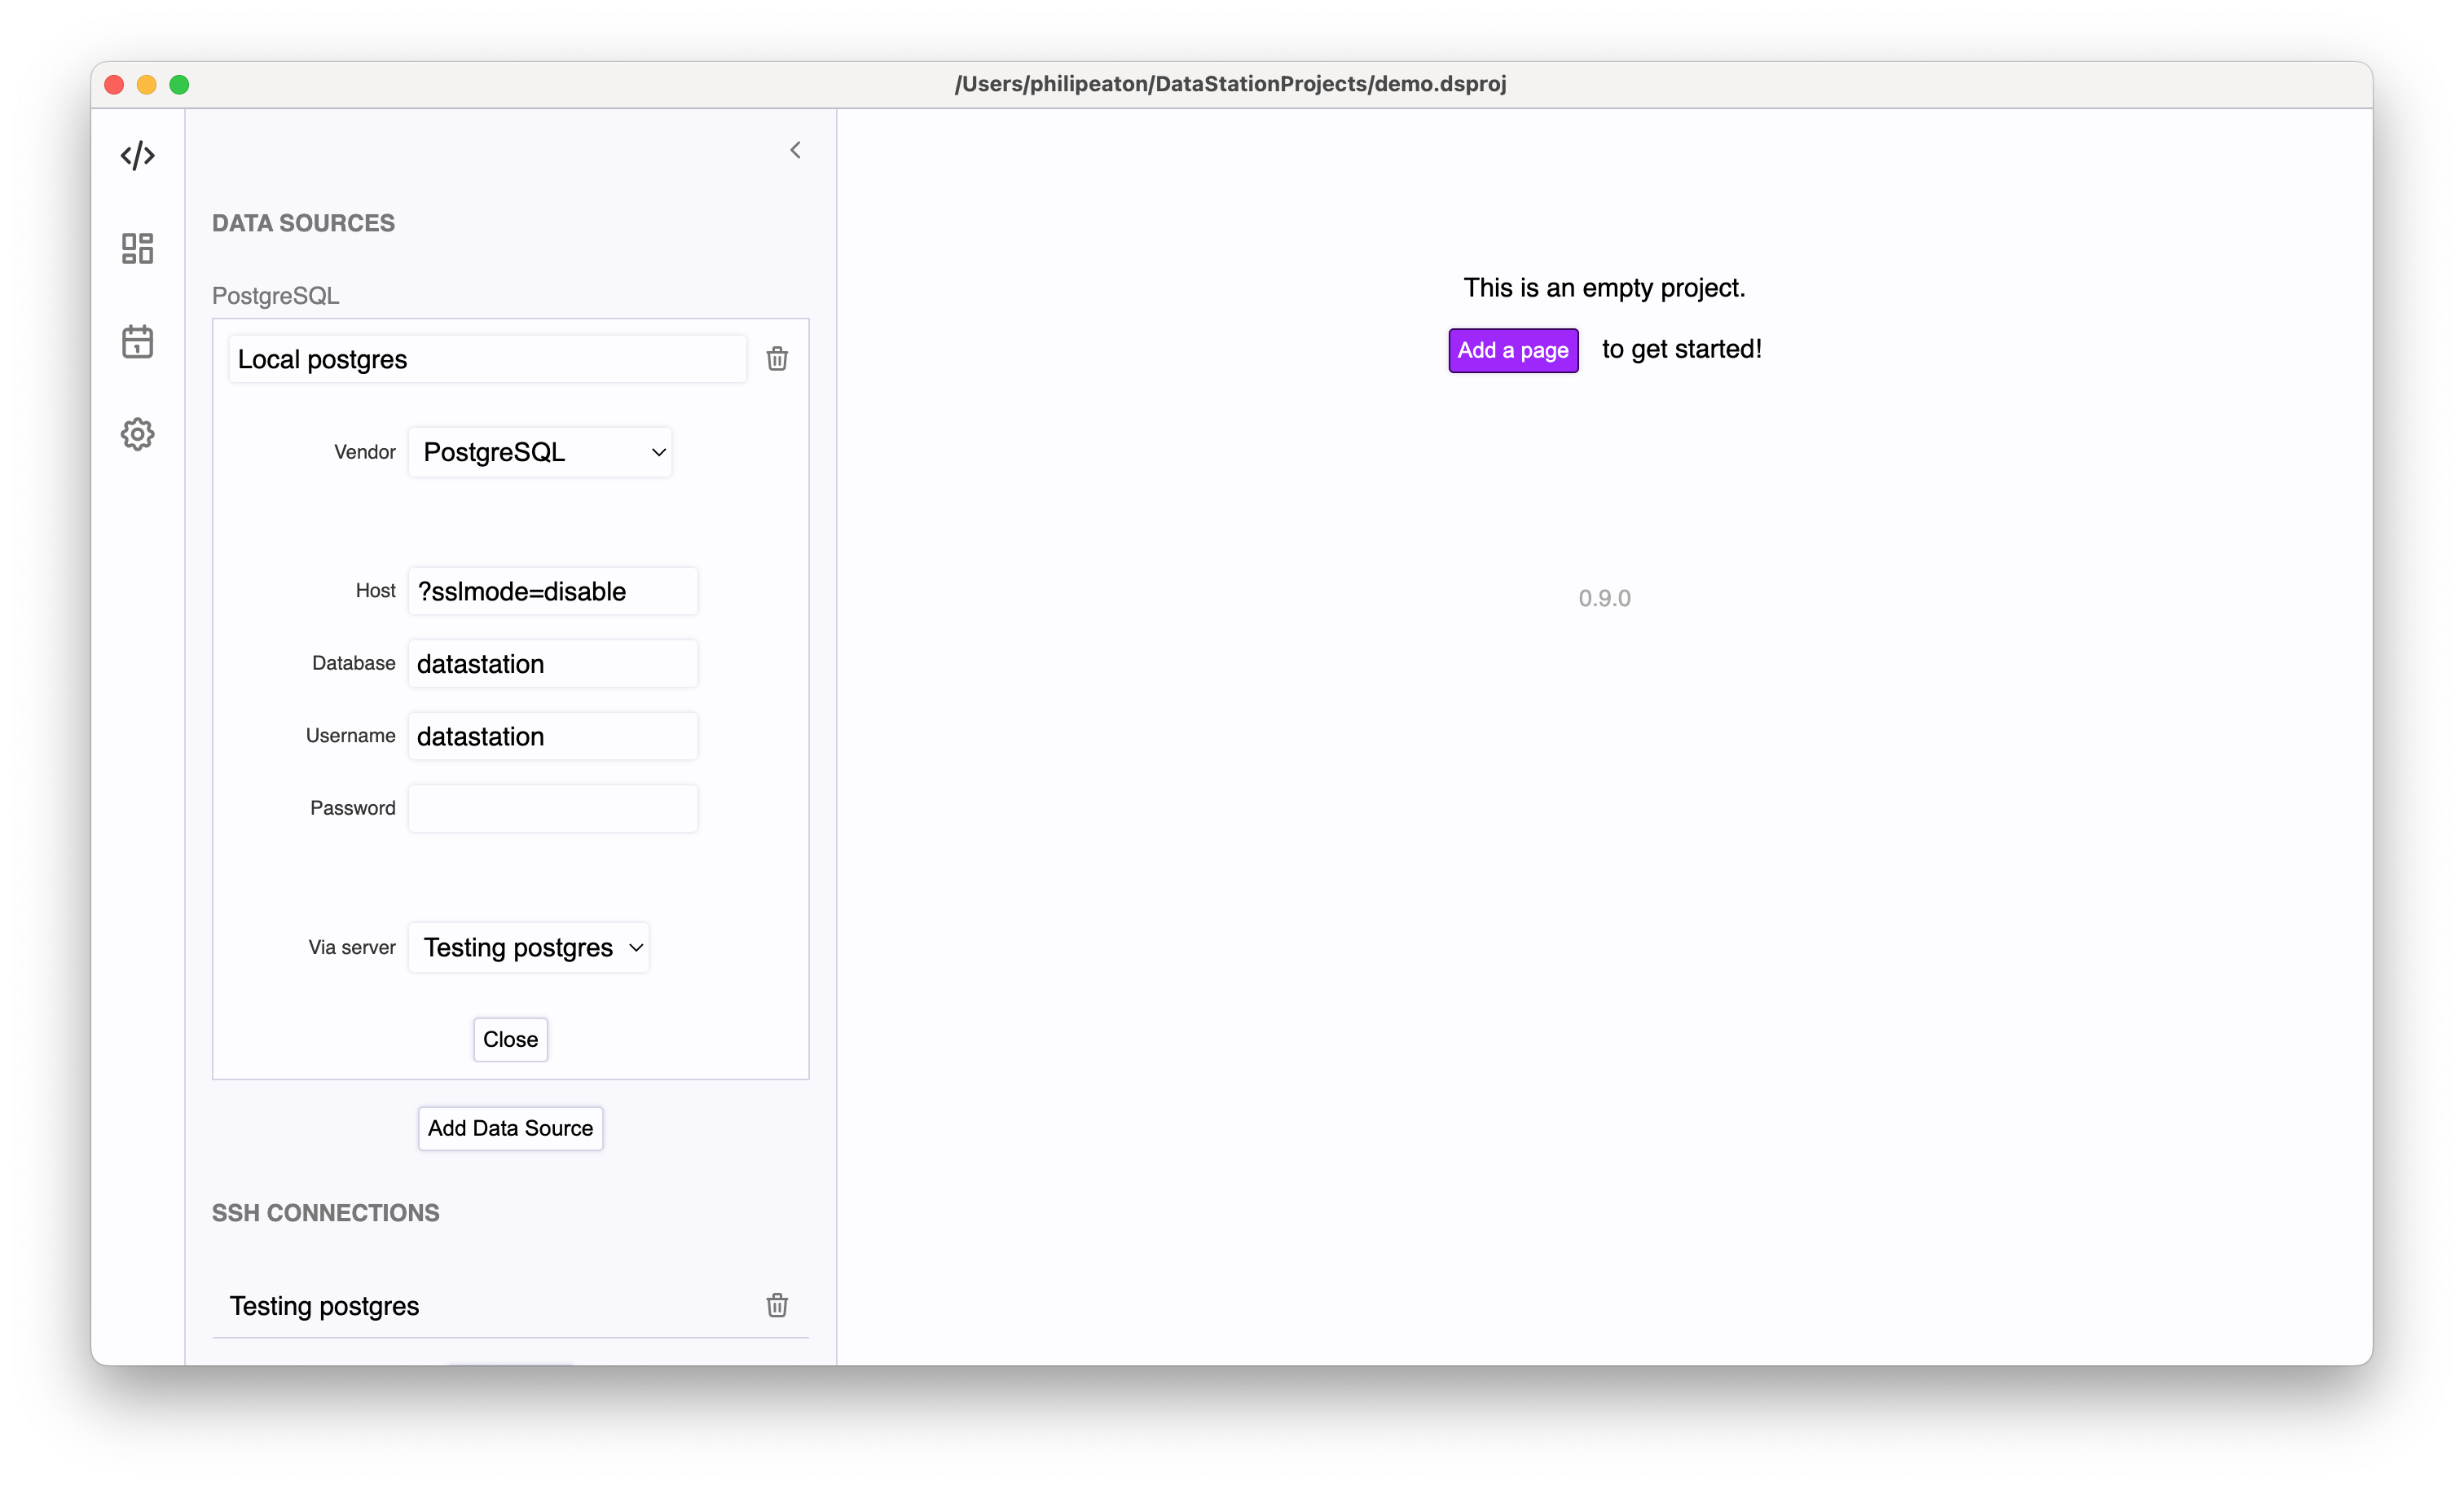 /Users/philipeaton/DataStationProjects/demo.dsproj
DATA SOURCES
PostgreSQL
Local postgres
Vendor PostgreSQL
Host ?sslmode=disable
Database datastation
Username datastation
Password
Via server Testing postgres
Close
Add Data Source
SSH CONNECTIONS
Testing postgres
This is an empty project.
Add a page to get started!
0.9.0